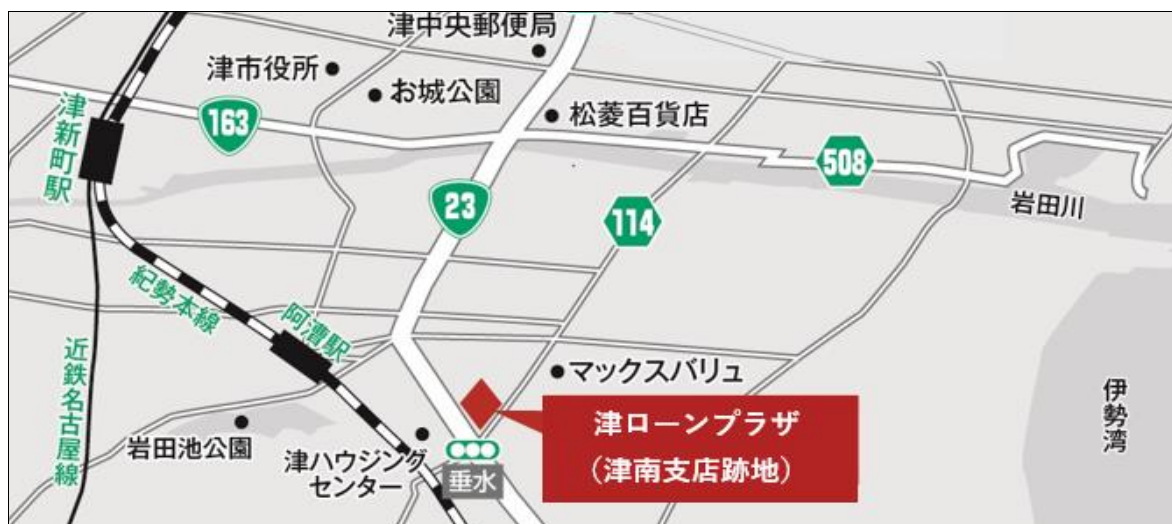 津中央郵便局
津市役所
お城公園
松菱百貨店
163
津新町駅
508
23
114
岩田川
紀勢本線
阿漕駅
近鉄名古屋線
マックスバリュ
伊勢湾
津ローンプラザ
（津南支店跡地）
岩田池公園
津ハウジング
センター
垂水